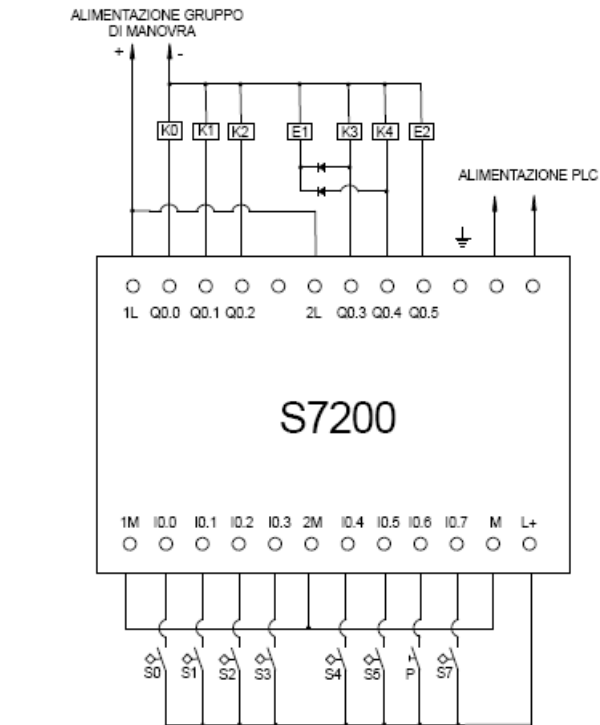 ALIMENTAZIONE GRUPPO
DI MANOVRA
+ -
K0 K1 K2 E1 K3 K4 E2
ALIMENTAZIONE PLC
1L Q0.0 Q0.1 Q0.2 2L Q0.3 Q0.4 Q0.5
S7200
1M I0.0 I0.1 I0.2 I0.3 2M I0.4 I0.5 I0.6 I0.7 M L+
S0 S1 S2 S3 S4 S5 P S7